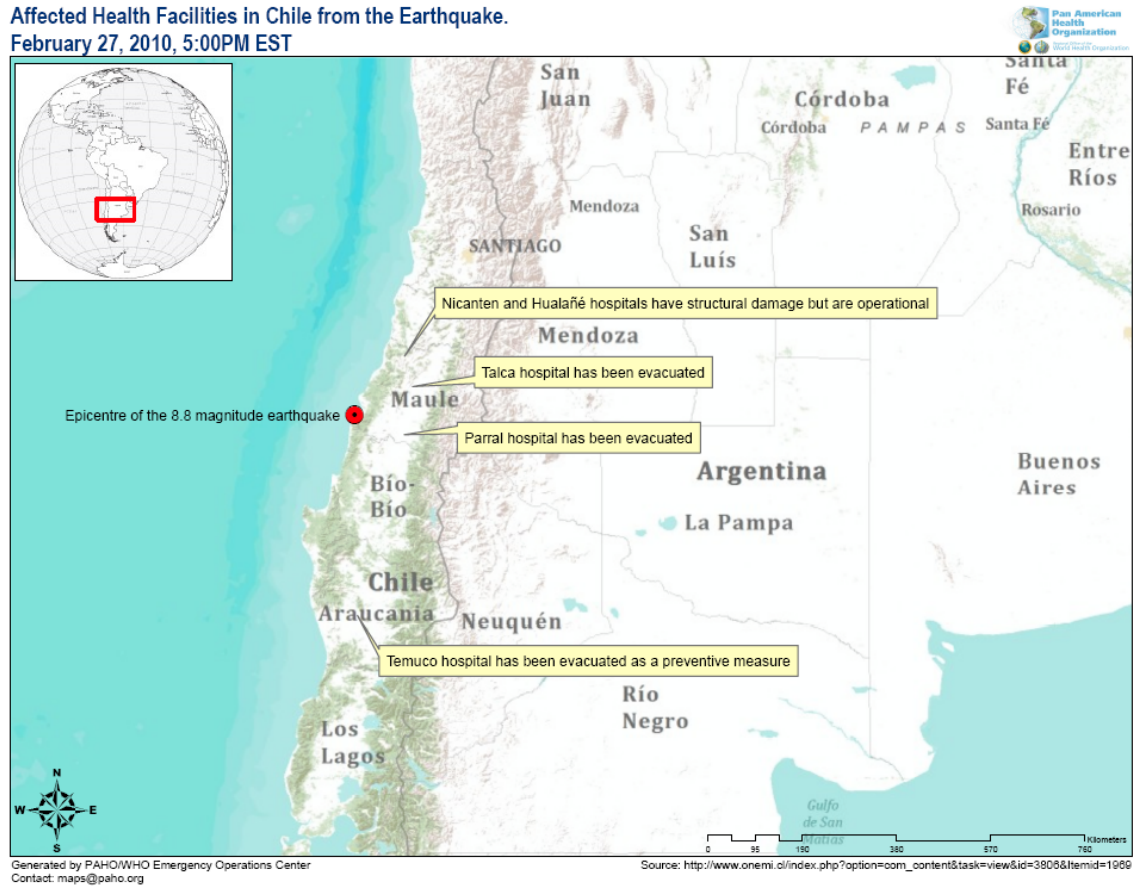 Affected Health Facilities in Chile from the Earthquake.
February 27, 2010, 5:00PM EST
Pan American
Health
Organization
World Health Organization
San
Juan
Córdoba
Córdoba
PAMPAS
Santa
Fé
Santa Fé
Entre
Ríos
Rosario
Mendoza
San
Luís
SANTIAGO
Nicanten and Hualañé hospitals have structural damage but are operational
Mendoza
Talca hospital has been evacuated
Maule
Epicentre of the 8.8 magnitude earthquake
Parral hospital has been evacuated
Argentina
Buenos
Aires
Bío-
Bío
La Pampa
Chile
Araucania
Neuquén
Temuco hospital has been evacuated as a preventive measure
Río
Negro
Los
Lagos
N
W E
S
Gulfo
de San
Matías
0 95 190 380 570 760 Kilometers
Generated by PAHO/WHO Emergency Operations Center
Contact: maps@paho.org
Source: http://www.onemi.cl/index.php?option=com_content&task=view&id=3806&Itemid=1969